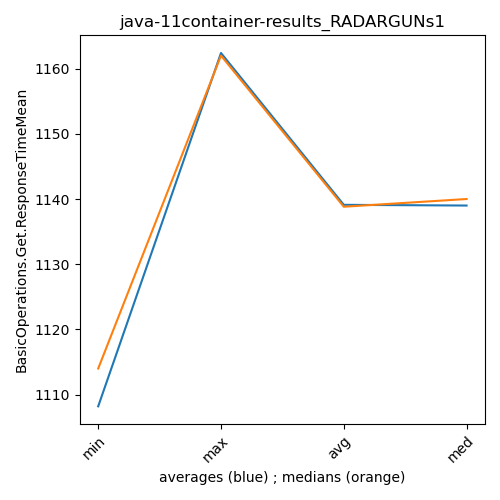 java-11container-results_RADARGUNs1
BasicOperations.Get.ResponseTimeMean
1160
1150
1140
1130
1120
1110
min
max
avg
med
averages (blue) ; medians (orange)